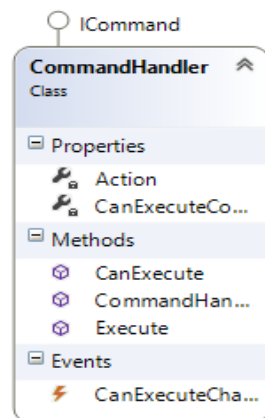 ICommand
CommandHandler
Class
Properties
Action
CanExecuteCo...
Methods
CanExecute
CommandHan...
Execute
Events
CanExecuteCha...